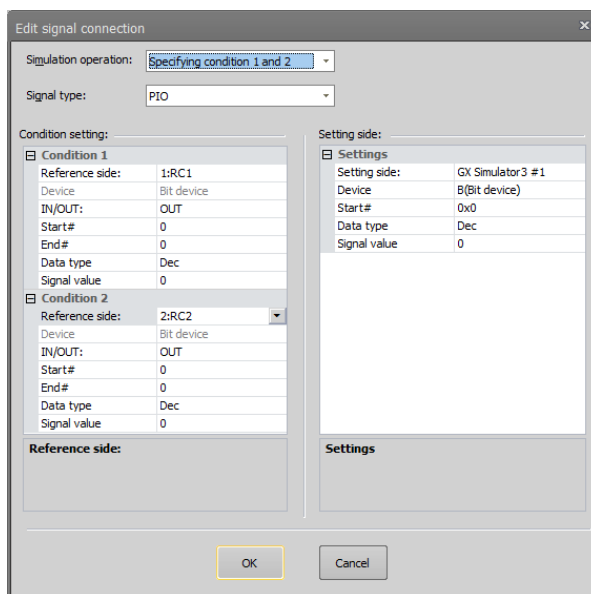 Edit signal connection
Simulation operation: Specifying condition 1 and 2
Signal type: PIO
Condition setting:
Condition 1
Reference side: 1:RC1
Device Bit device
IN/OUT: OUT
Start# 0
End# 0
Data type Dec
Signal value 0
Condition 2
Reference side: 2:RC2
Device Bit device
IN/OUT: OUT
Start# 0
End# 0
Data type Dec
Signal value 0
Reference side:
Setting side:
Settings
Setting side: GX Simulator3 #1
Device B(Bit device)
Start# 0x0
Data type Dec
Signal value 0
Settings
OK
Cancel